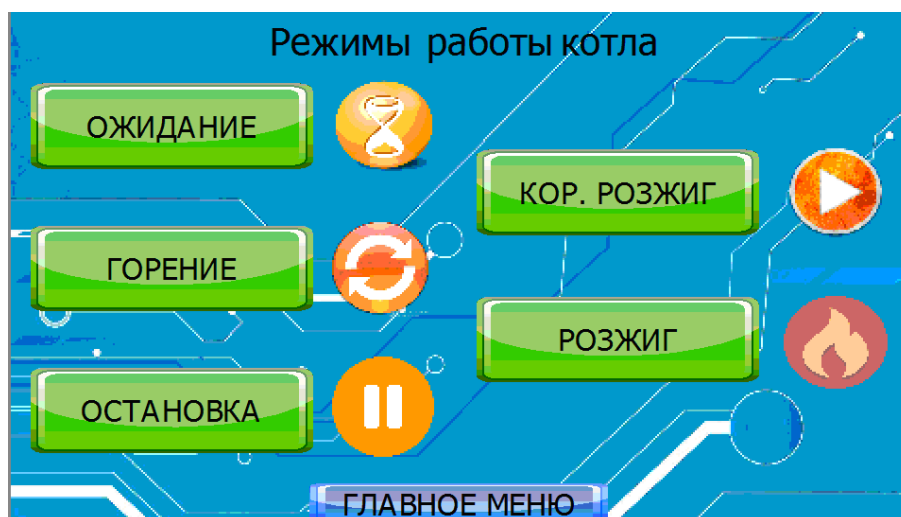 Режимы работы котла
ОЖИДАНИЕ
КОР. РОЗЖИГ
ГОРЕНИЕ
РОЗЖИГ
ОСТАНОВКА
ГЛАВНОЕ МЕНЮ